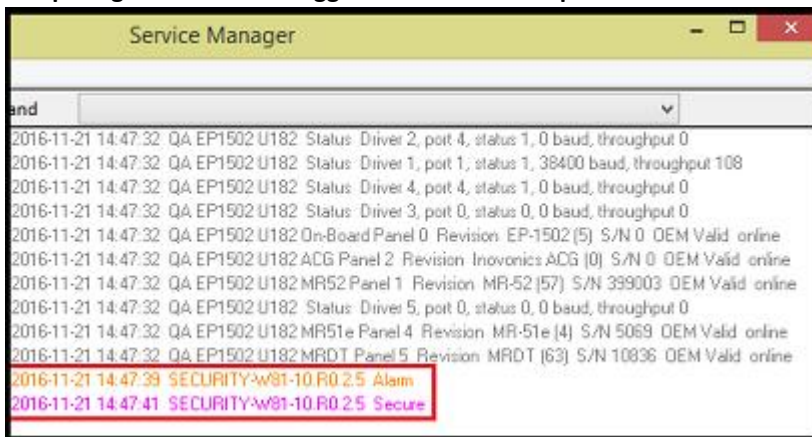 Service Manager
and
2016-11-21 14:47:32 QA EP1502 U182 Status Driver 2, port 4, status 1, 0 baud, throughput 0
2016-11-21 14:47:32 QA EP1502 U182 Status Driver 1, port 1, status 1, 38400 baud, throughput 108
2016-11-21 14:47:32 QA EP1502 U182 Status Driver 4, port 4, status 1, 0 baud, throughput 0
2016-11-21 14:47:32 QA EP1502 U182 Status Driver 3, port 0, status 0, 0 baud, throughput 0
2016-11-21 14:47:32 QA EP1502 U182 On-Board Panel 0 Revision EP-1502 (5) S/N 0 OEM Valid online
2016-11-21 14:47:32 QA EP1502 U182 ACG Panel 2 Revision Inovonics ACG (0) S/N 0 OEM Valid online
2016-11-21 14:47:32 QA EP1502 U182 MR52 Panel 1 Revision MR-52 (57) S/N 399003 OEM Valid online
2016-11-21 14:47:32 QA EP1502 U182 Status Driver 5, port 0, status 0, 0 baud, throughput 0
2016-11-21 14:47:32 QA EP1502 U182 MR51e Panel 4 Revision MR-51e (4) S/N 5069 OEM Valid online
2016-11-21 14:47:32 QA EP1502 U182 MRDT Panel 5 Revision MRDT (63) S/N 10836 OEM Valid online
2016-11-21 14:47:39 SECURITY-W81-10.R0.2.5 Alarm
2016-11-21 14:47:41 SECURITY-W81-10.R0.2.5 Secure